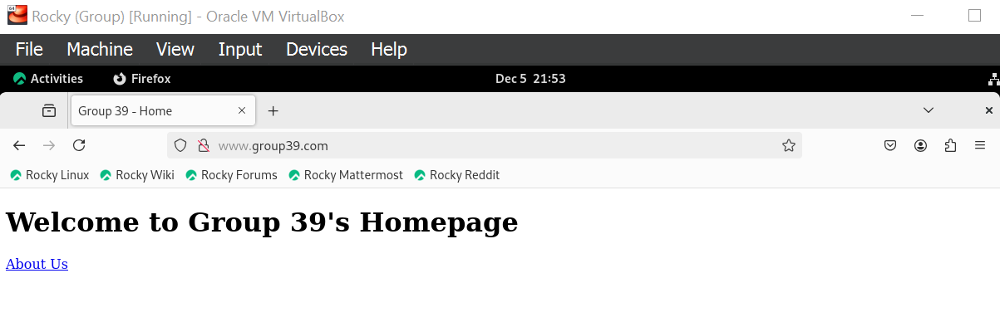 Rocky (Group) [Running] - Oracle VM VirtualBox
File Machine View Input Devices Help
Activities Firefox Dec 5 21:53
Group 39 - Home
www.group39.com
Rocky Linux Rocky Wiki Rocky Forums Rocky Mattermost Rocky Reddit
Welcome to Group 39's Homepage
About Us